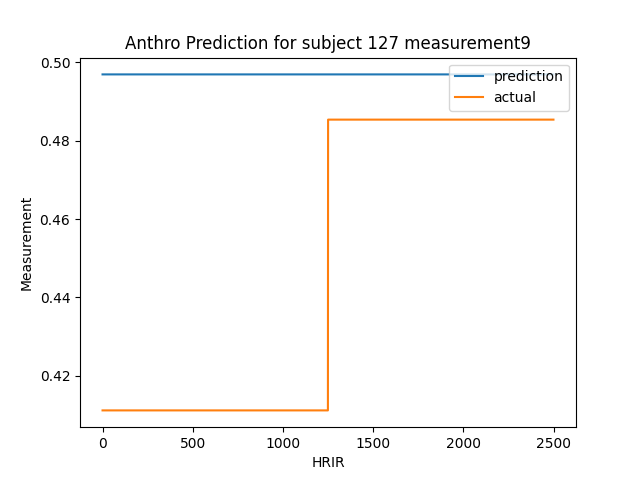 Anthro Prediction for subject 127 measurement9
0.50
0.48
0.46
0.44
0.42
Measurement
prediction
actual
0
500
1000
1500
2000
2500
HRIR